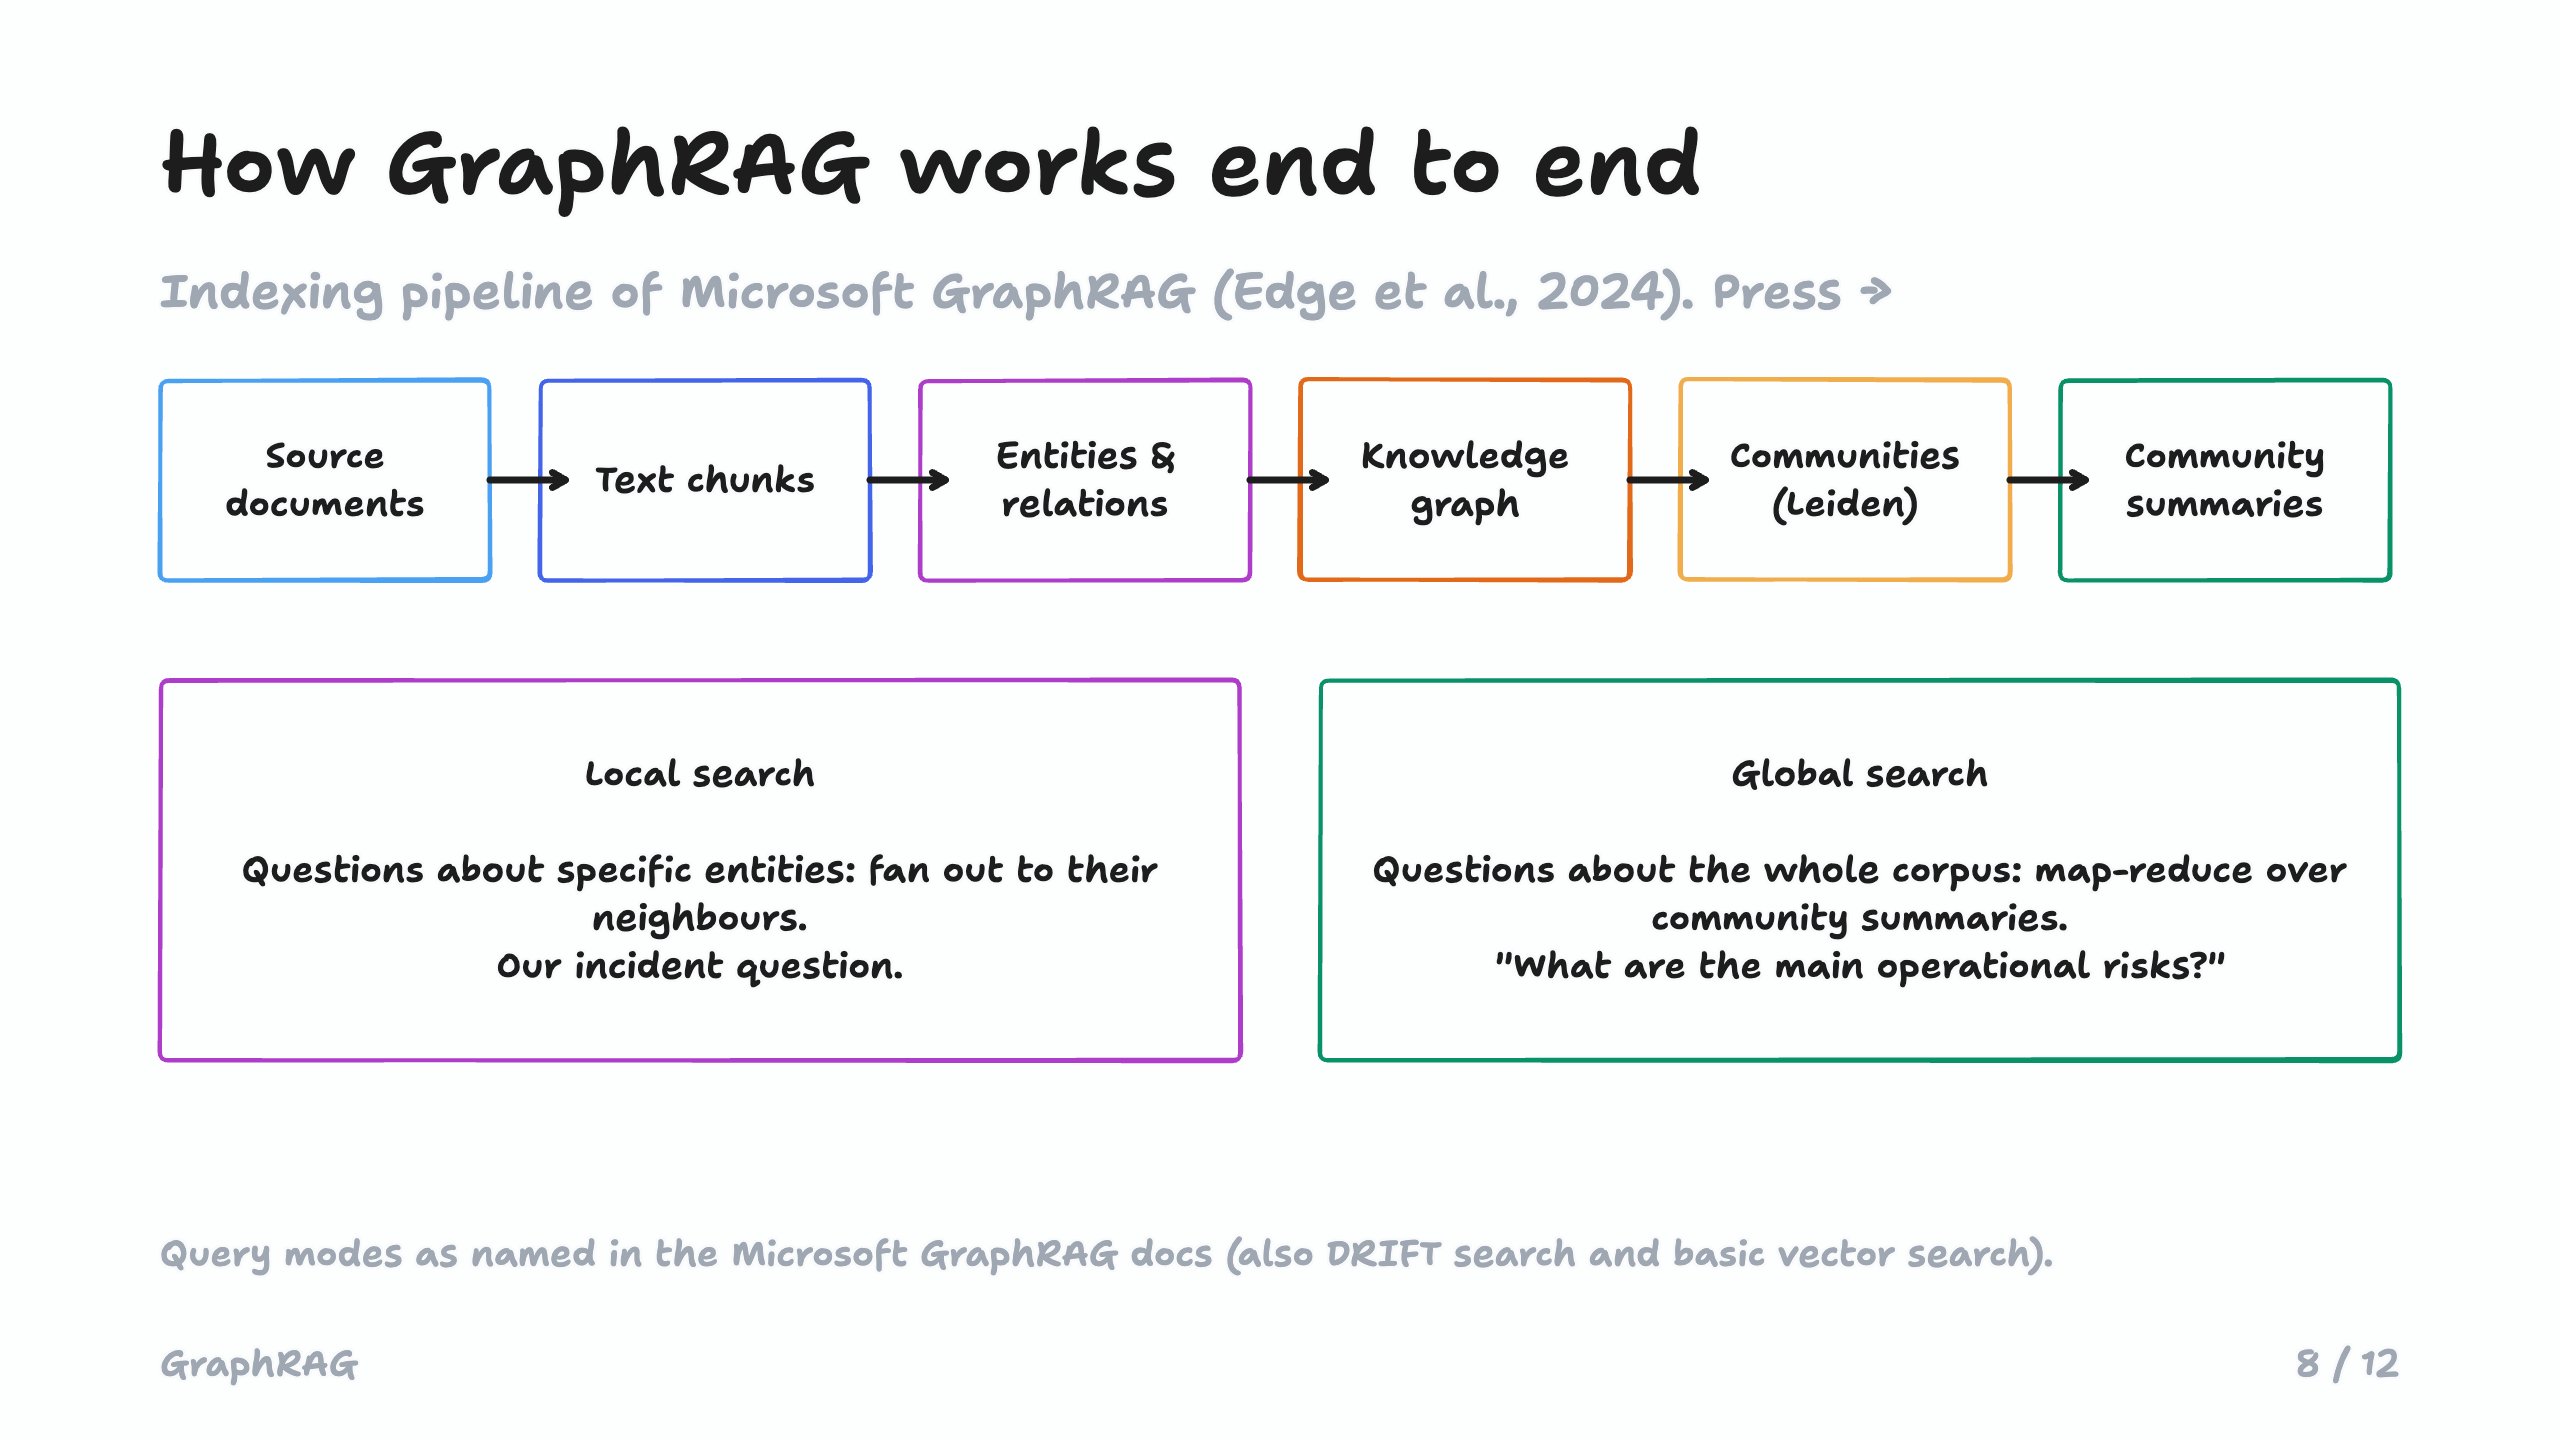 How GraphRAG works end to end
Indexing pipeline of Microsoft GraphRAG (Edge et al., 2024). Press →
Source
documents
Text chunks
Entities &
relations
Knowledge
graph
Communities
(Leiden)
Community
summaries
Local search
Questions about specific entities: fan out to their
neighbours.
Our incident question.
Global search
Questions about the whole corpus: map-reduce over
community summaries.
"What are the main operational risks?"
Query modes as named in the Microsoft GraphRAG docs (also DRIFT search and basic vector search).
GraphRAG
8 / 12